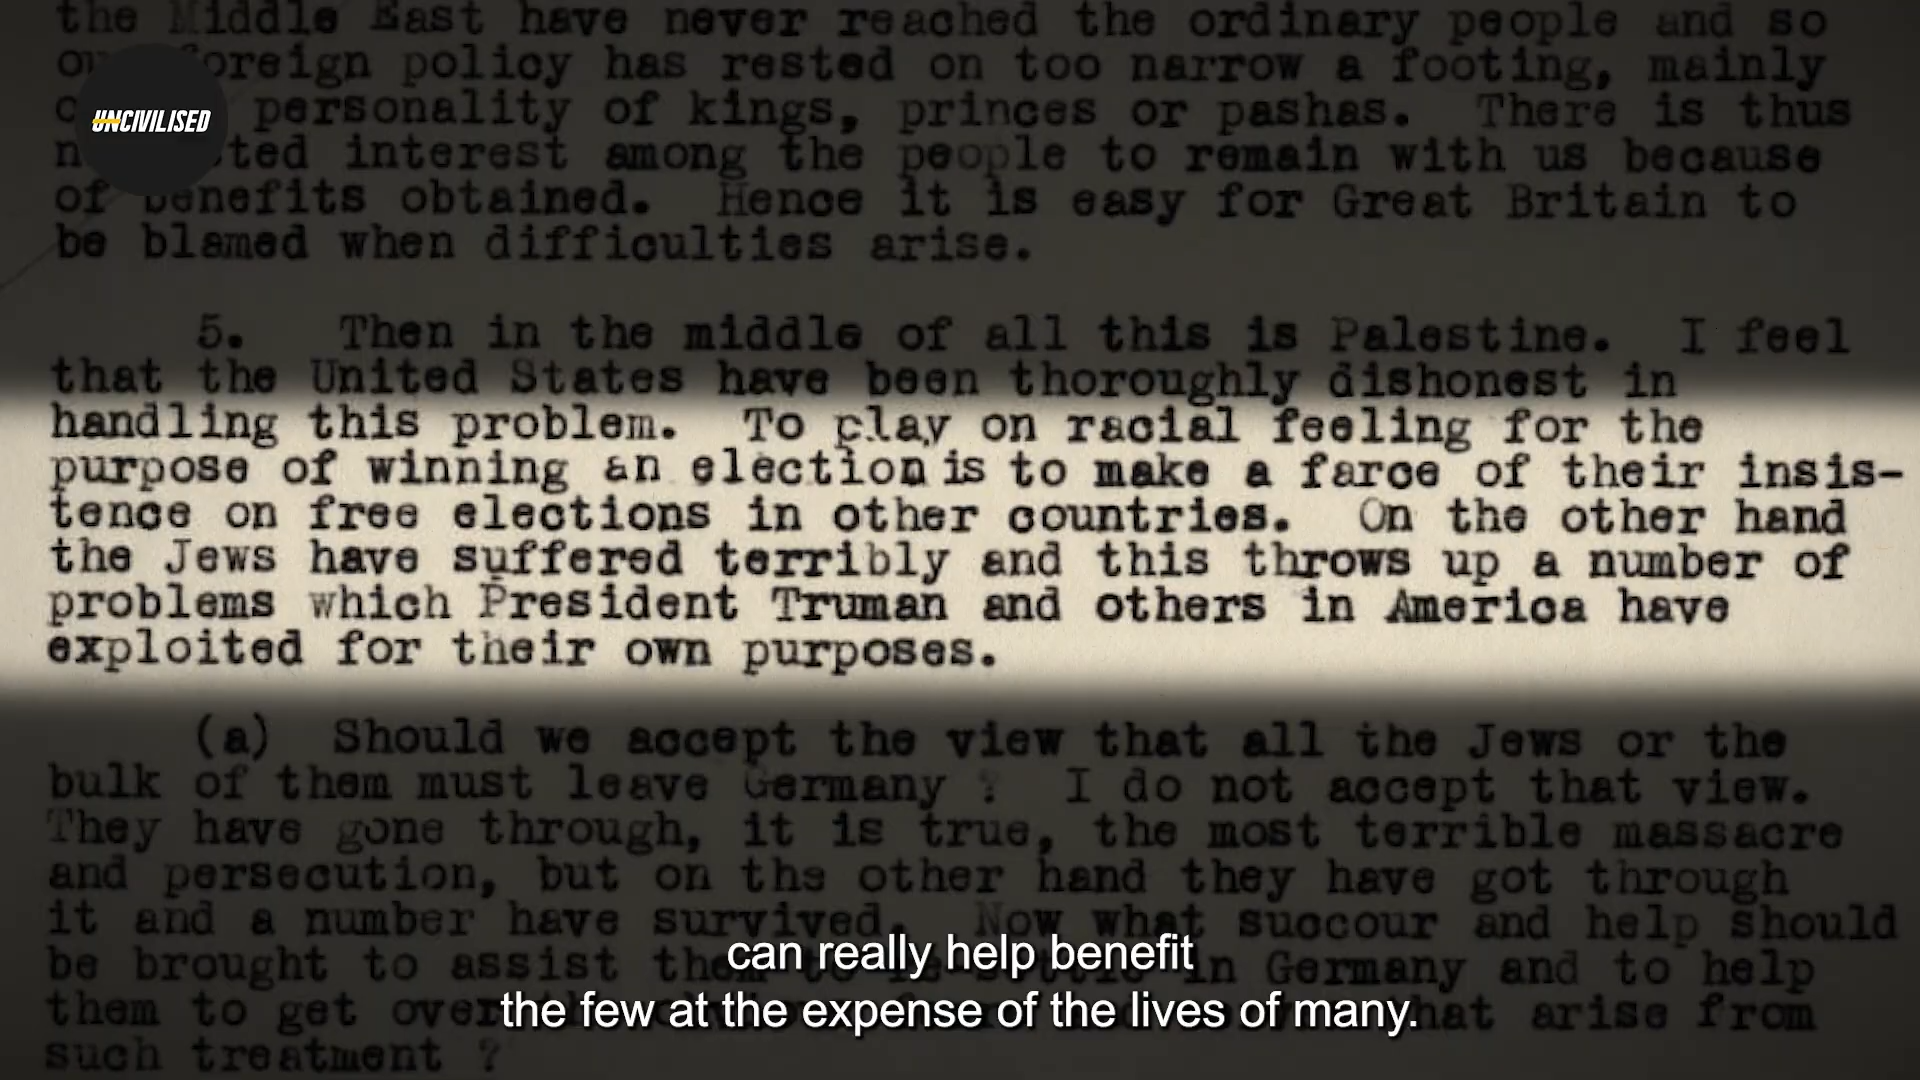 the Middle East have never reached the ordinary people and so
foreign policy has rested on too narrow a footing, mainly
personality of kings, princes or pashas. There is thus
UNCIVILISED
interest among the people to remain with us because
of benefits obtained. Hence it is easy for Great Britain to
be blamed when difficulties arise.
5. Then in the middle of all this is Palestine. I feel
that the United States have been thoroughly dishonest in
handling this problem. To play on racial feeling for the
purpose of winning an election is to make a farce of their insis-
tence on free elections in other countries. On the other hand
the Jews have suffered terribly and this throws up a number of
problems which President Truman and others in America have
exploited for their own purposes.
(a) Should we accept the view that all the Jews or the
bulk of them must leave Germany ? I do not accept that view.
They have gone through, it is true, the most terrible massacre
and persecution, but on the other hand they have got through
it and a number have survived. Now what succour and help should
be brought to assist in Germany and to help
them to get over that arise from
such treatment ?
can really help benefit
the few at the expense of the lives of many.